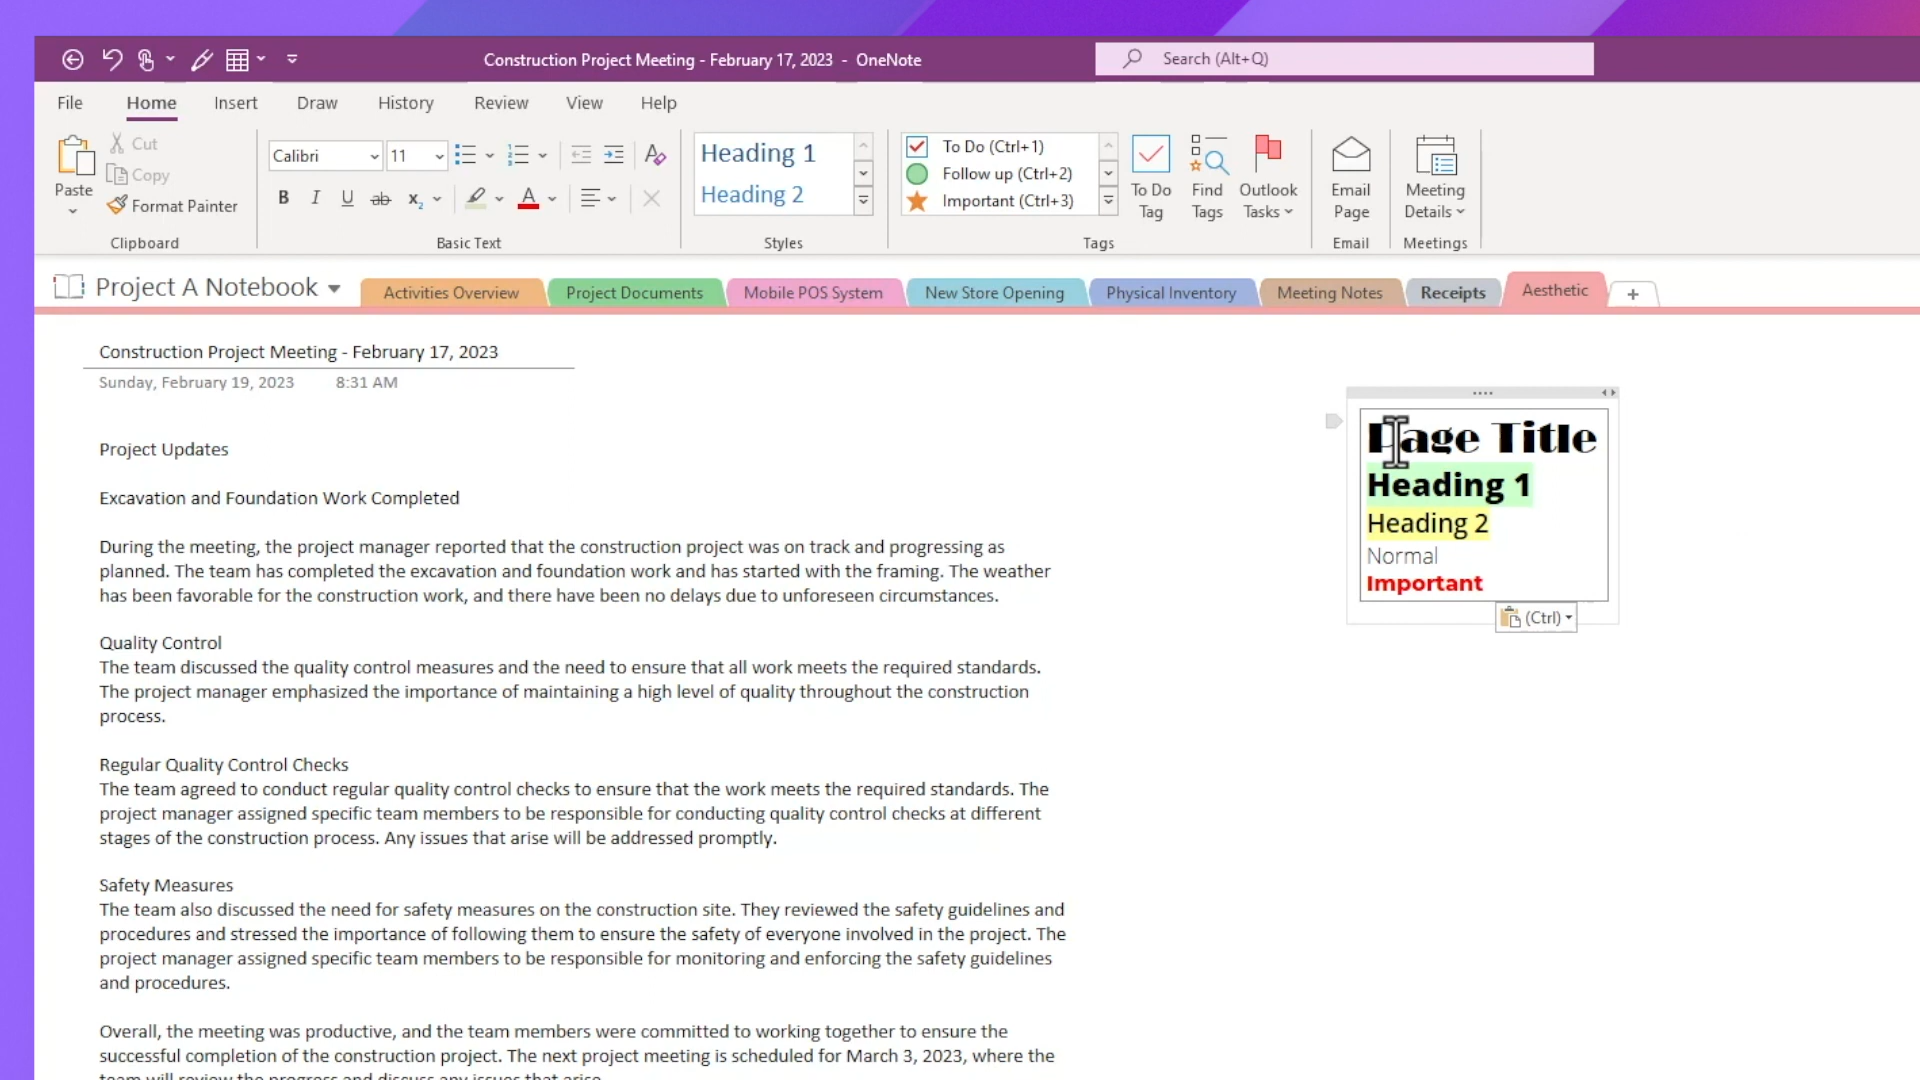 Construction Project Meeting - February 17, 2023 - OneNote
Search (Alt+Q)
File Home Insert Draw History Review View Help
Paste
Cut
Copy
Format Painter
Clipboard
Calibri 11
B I U ab x2 A
Basic Text
Heading 1
Heading 2
Styles
To Do (Ctrl+1)
Follow up (Ctrl+2)
Important (Ctrl+3)
To Do
Tag
Find
Tags
Outlook
Tasks
Tags
Email
Page
Email
Meeting
Details
Meetings
Project A Notebook
Activities Overview
Project Documents
Mobile POS System
New Store Opening
Physical Inventory
Meeting Notes
Receipts
Aesthetic
+
Construction Project Meeting - February 17, 2023
Sunday, February 19, 2023 8:31 AM
Project Updates
Excavation and Foundation Work Completed
During the meeting, the project manager reported that the construction project was on track and progressing as
planned. The team has completed the excavation and foundation work and has started with the framing. The weather
has been favorable for the construction work, and there have been no delays due to unforeseen circumstances.
Quality Control
The team discussed the quality control measures and the need to ensure that all work meets the required standards.
The project manager emphasized the importance of maintaining a high level of quality throughout the construction
process.
Regular Quality Control Checks
The team agreed to conduct regular quality control checks to ensure that the work meets the required standards. The
project manager assigned specific team members to be responsible for conducting quality control checks at different
stages of the construction process. Any issues that arise will be addressed promptly.
Safety Measures
The team also discussed the need for safety measures on the construction site. They reviewed the safety guidelines and
procedures and stressed the importance of following them to ensure the safety of everyone involved in the project. The
project manager assigned specific team members to be responsible for monitoring and enforcing the safety guidelines
and procedures.
Overall, the meeting was productive, and the team members were committed to working together to ensure the
successful completion of the construction project. The next project meeting is scheduled for March 3, 2023, where the
team will review the progress and discuss any issues that arise.
Page Title
Heading 1
Heading 2
Normal
Important
(Ctrl)